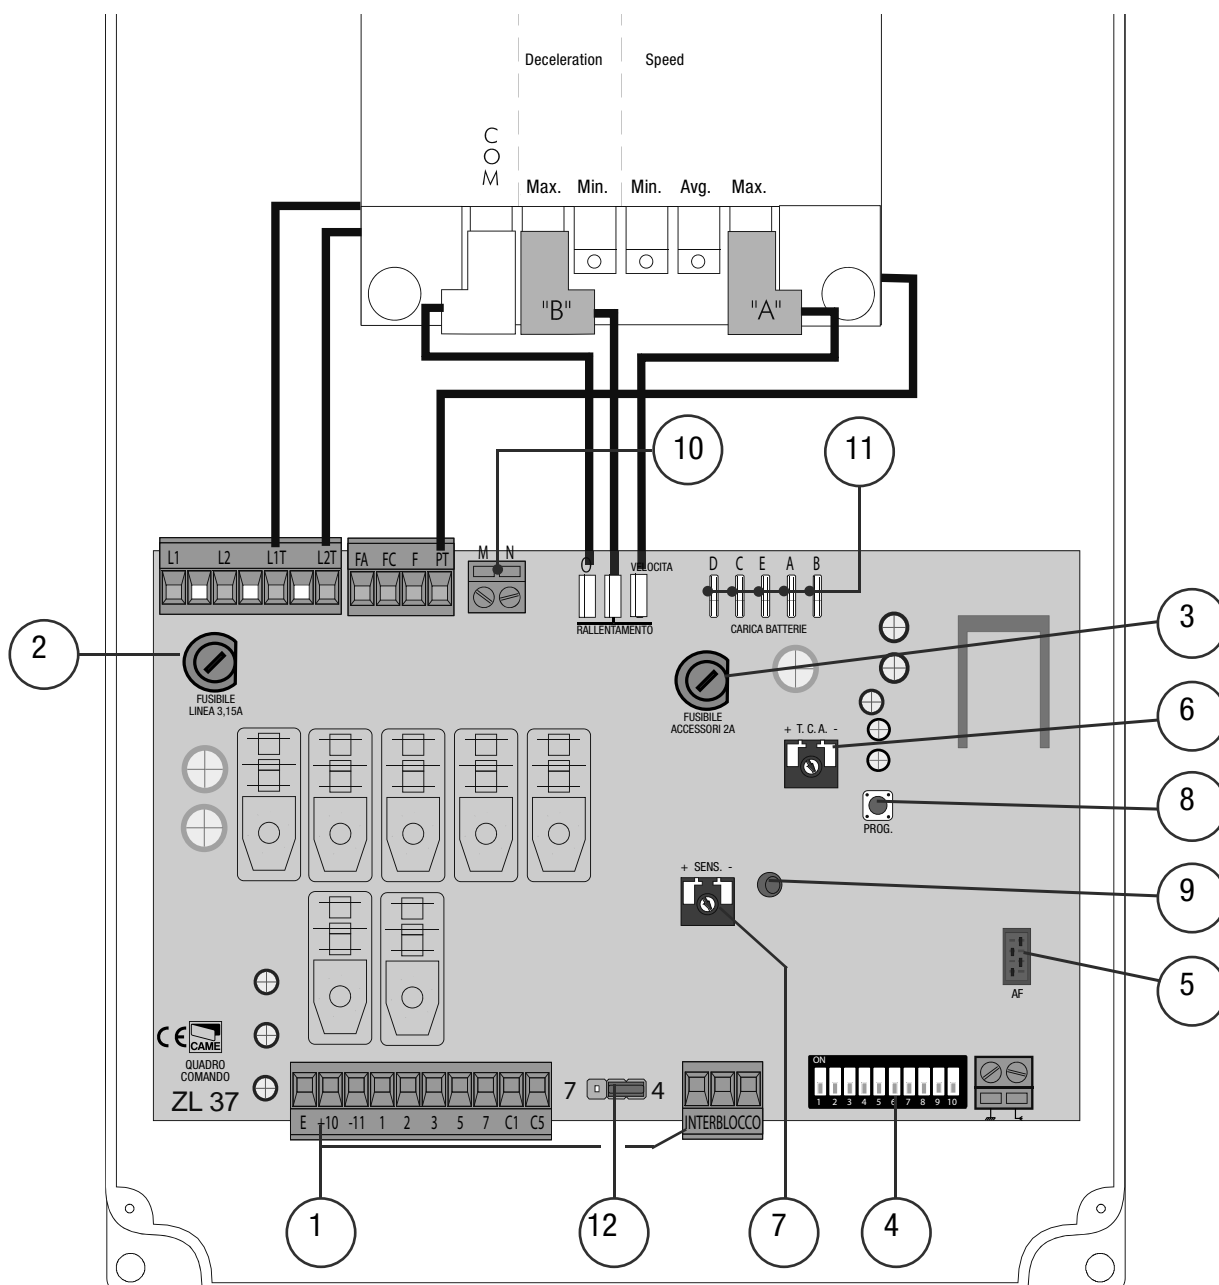 Deceleration Speed
COM
Max. Min. Min. Avg. Max.
"B" "A"
10 11
L1 L2 L1T L2T FA FC F PT M N O VELOCITA D C E A B
RALLENTAMENTO CARICA BATTERIE
2
3
FUSIBILE
LINEA 3,15A
FUSIBILE
ACCESSORI 2A
6
+ T. C. A. -
8
PROG.
+ SENS. -
9
5
AF
CE CAME
QUADRO
COMANDO
ZL 37
ON
1 2 3 4 5 6 7 8 9 10
7 4
E +10 -11 1 2 3 5 7 C1 C5 INTERBLOCCO
1 12 7 4